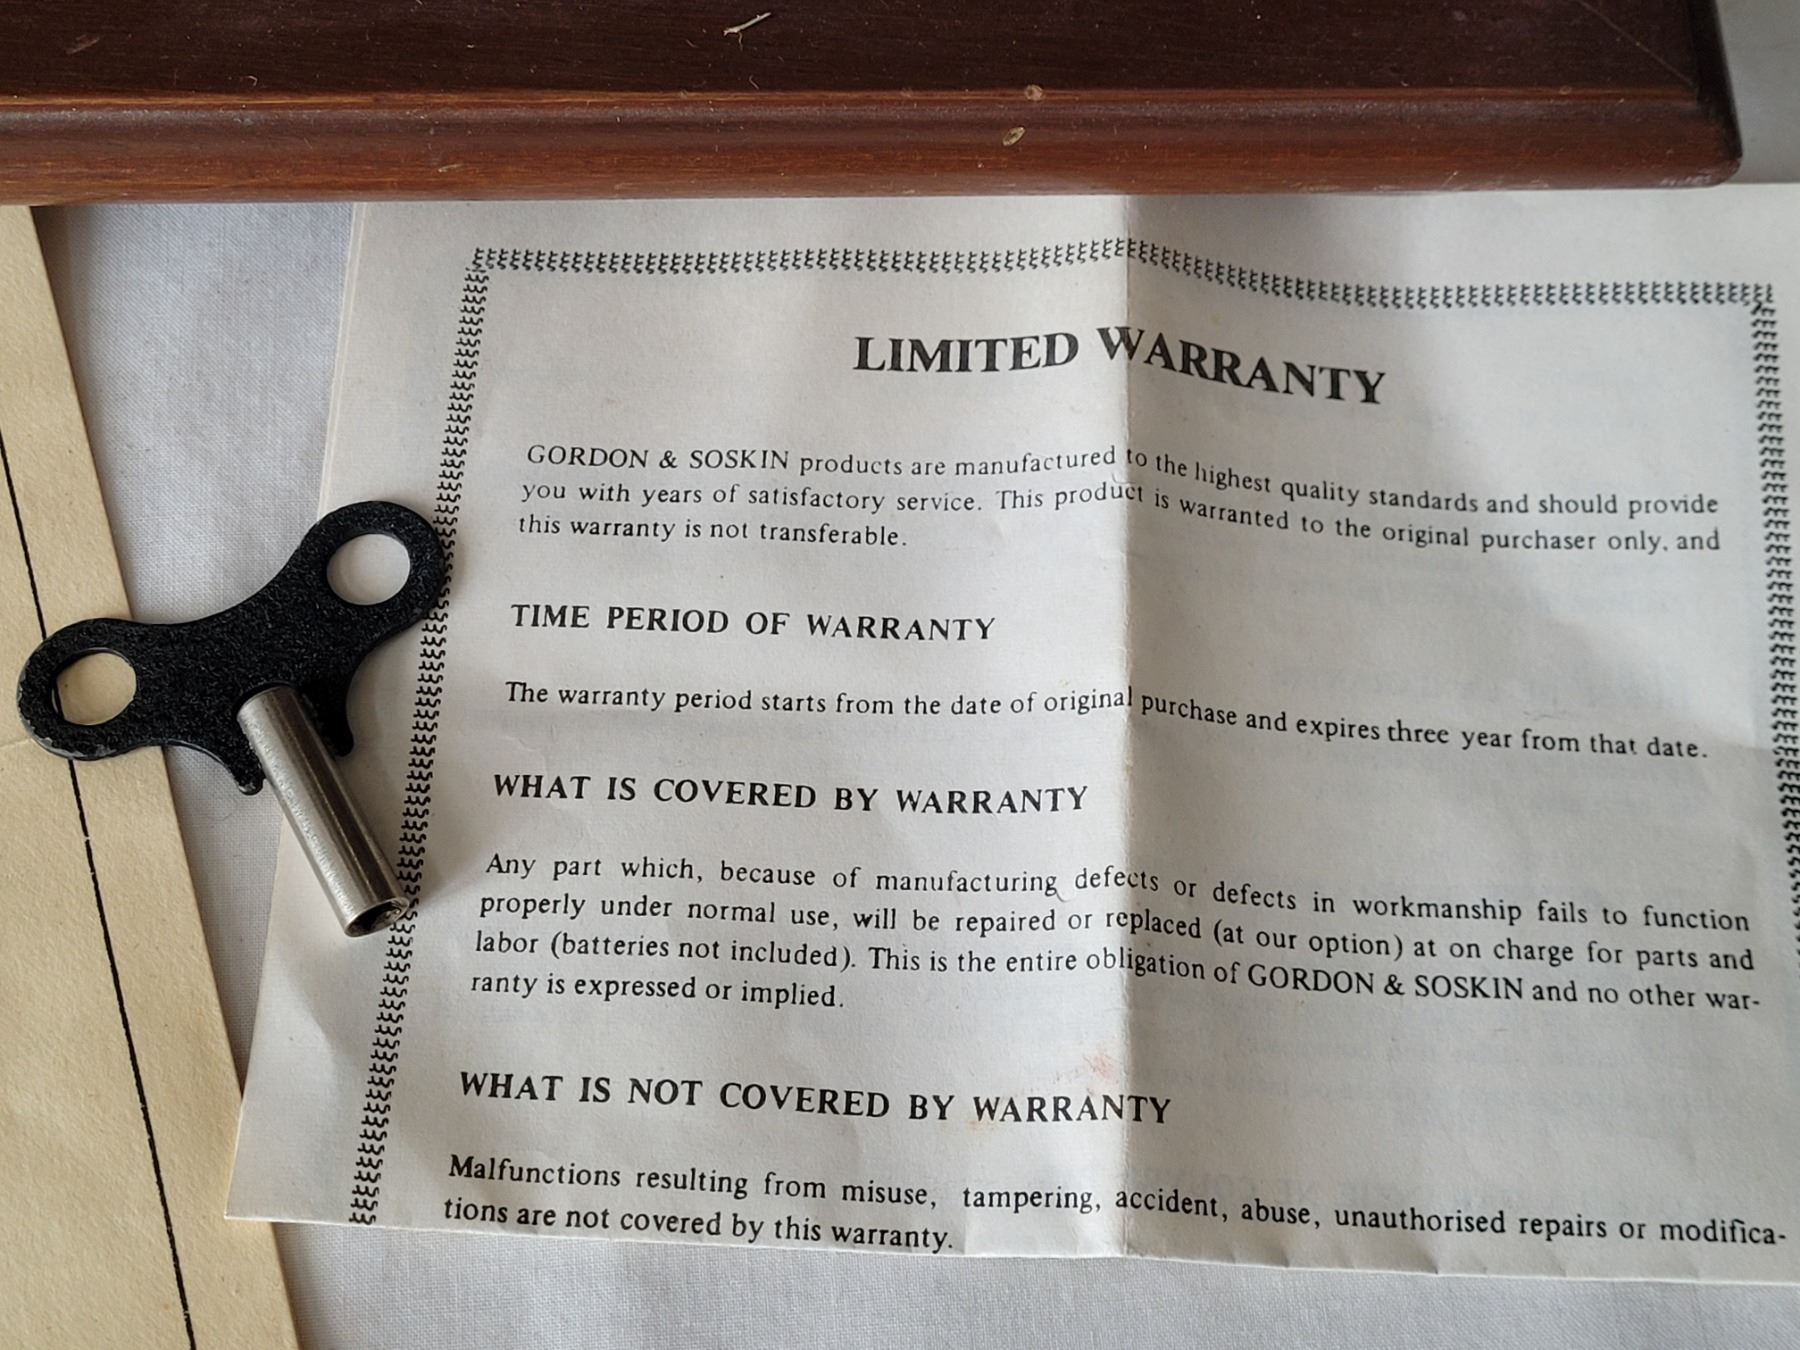 LIMITED WARRANTY
GORDON & SOSKIN products are manufactured to the highest quality standards and should provide
you with years of satisfactory service. This product is warranted to the original purchaser only, and
this warranty is not transferable.
TIME PERIOD OF WARRANTY
The warranty period starts from the date of original purchase and expires three year from that date.
WHAT IS COVERED BY WARRANTY
Any part which, because of manufacturing defects or defects in workmanship fails to function
properly under normal use, will be repaired or replaced (at our option) at on charge for parts and
labor (batteries not included). This is the entire obligation of GORDON & SOSKIN and no other war-
ranty is expressed or implied.
WHAT IS NOT COVERED BY WARRANTY
Malfunctions resulting from misuse, tampering, accident, abuse, unauthorised repairs or modifica-
tions are not covered by this warranty.